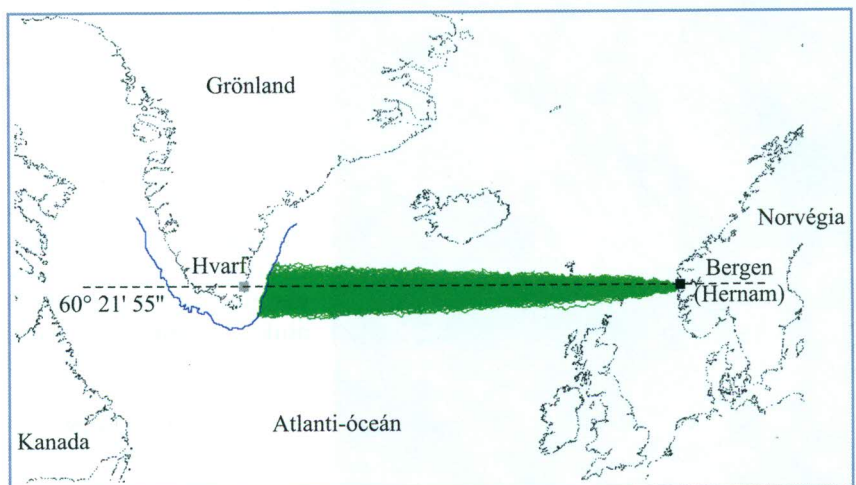 Grönland
Norvégia
Hvarf
Bergen
(Hernam)
60° 21' 55"
Atlanti-óceán
Kanada